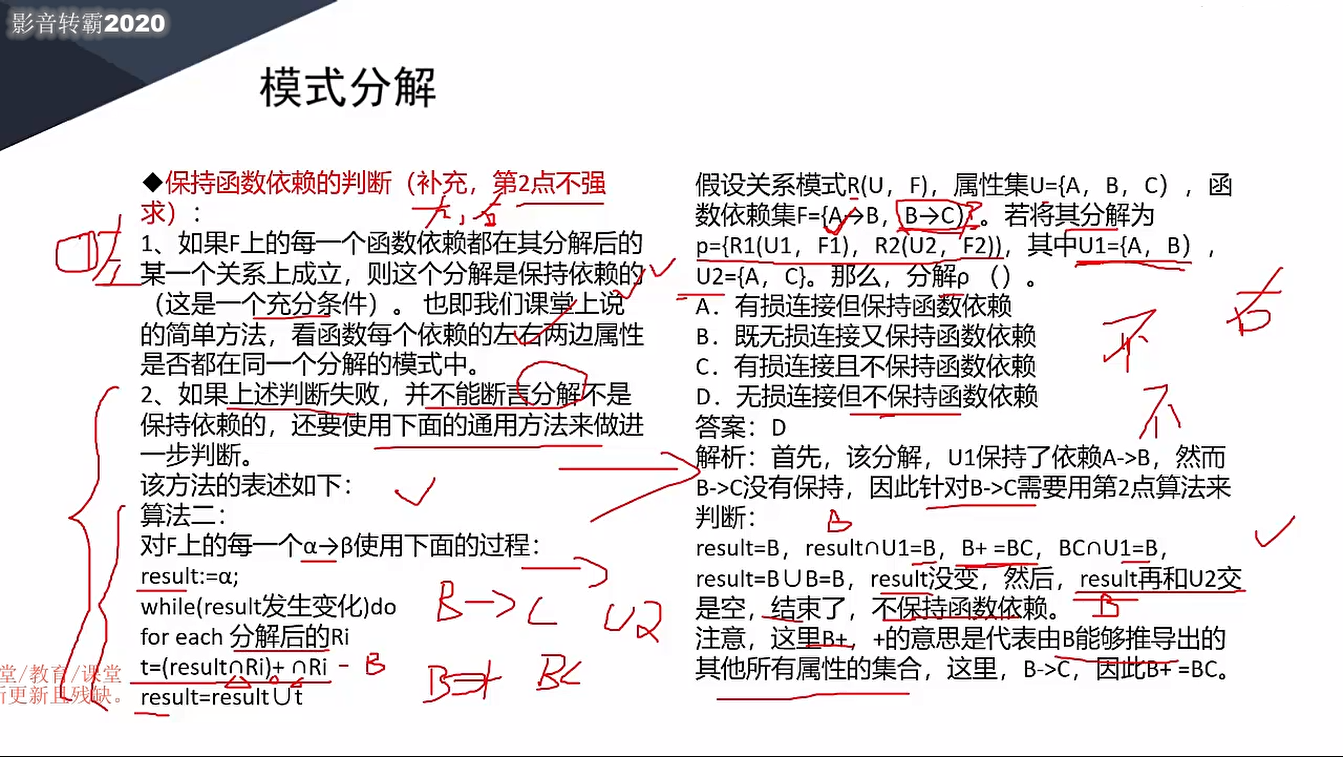 影音转霸2020
模式分解
◆保持函数依赖的判断（补充，第2点不强
求）：
1、如果F上的每一个函数依赖都在其分解后的
某一个关系上成立，则这个分解是保持依赖的
（这是一个充分条件）。 也即我们课堂上说
的简单方法，看函数每个依赖的左右两边属性
是否都在同一个分解的模式中。
2、如果上述判断失败，并不能断言分解不是
保持依赖的，还要使用下面的通用方法来做进
一步判断。
该方法的表述如下：
算法二：
对F上的每一个α→β使用下面的过程：
result:=α;
while(result发生变化)do
for each 分解后的Ri
t=(result∩Ri)+ ∩Ri - B
result=result∪t
B→C U2
B+ BC
堂/教育/课堂
所更新且残缺。
假设关系模式R(U，F)，属性集U={A，B，C），函
数依赖集F={A→B，B→C}。若将其分解为
p={R1(U1，F1)，R2(U2，F2)}，其中U1={A，B），
U2={A，C}。那么，分解ρ （）。
A．有损连接但保持函数依赖
B．既无损连接又保持函数依赖
C．有损连接且不保持函数依赖
D．无损连接但不保持函数依赖
不
不
答案：D
解析：首先，该分解，U1保持了依赖A->B，然而
B->C没有保持，因此针对B->C需要用第2点算法来
判断：
B
result=B，result∩U1=B，B+ =BC，BC∩U1=B，
result=B∪B=B，result没变，然后，result再和U2交
是空，结束了，不保持函数依赖。
B
注意，这里B+，+的意思是代表由B能够推导出的
其他所有属性的集合，这里，B->C，因此B+ =BC。